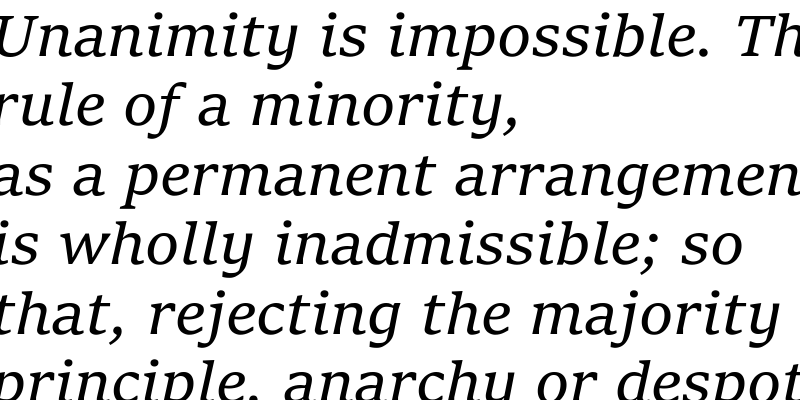 Unanimity is impossible. Th
rule of a minority,
as a permanent arrangemen
is wholly inadmissible; so
that, rejecting the majority
principle, anarchy or despot